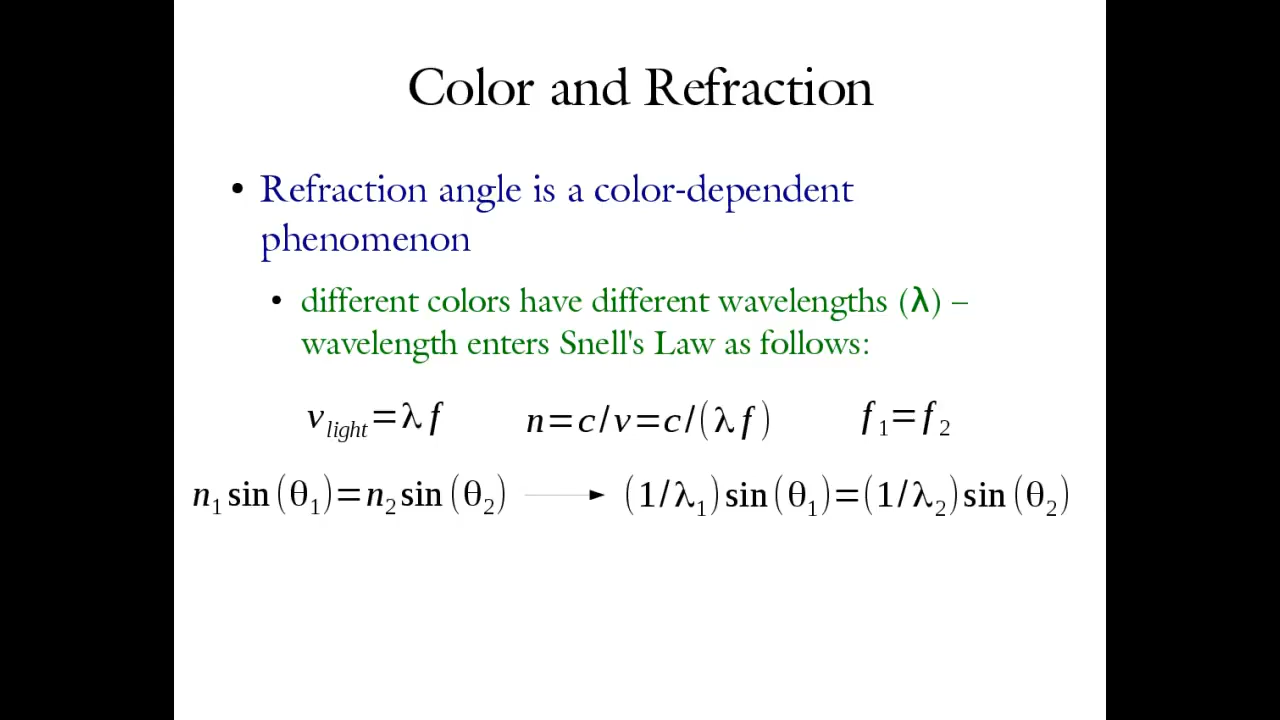 Color and Refraction
• Refraction angle is a color-dependent
phenomenon
• different colors have different wavelengths (λ) –
wavelength enters Snell's Law as follows:
v_light=λ f n=c/v=c/(λ f) f₁=f₂
n₁ sin(θ₁)=n₂ sin(θ₂) → (1/λ₁)sin(θ₁)=(1/λ₂)sin(θ₂)